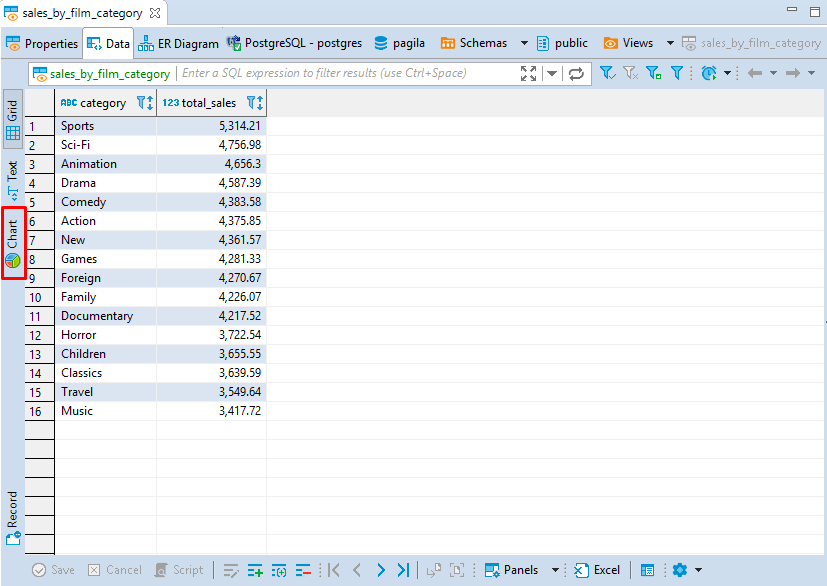 sales_by_film_category
Properties Data ER Diagram PostgreSQL - postgres pagila Schemas public Views sales_by_film_category
sales_by_film_category Enter a SQL expression to filter results (use Ctrl+Space)
Grid
Text
Chart
Record
ABC category 123 total_sales
1 Sports 5,314.21
2 Sci-Fi 4,756.98
3 Animation 4,656.3
4 Drama 4,587.39
5 Comedy 4,383.58
6 Action 4,375.85
7 New 4,361.57
8 Games 4,281.33
9 Foreign 4,270.67
10 Family 4,226.07
11 Documentary 4,217.52
12 Horror 3,722.54
13 Children 3,655.55
14 Classics 3,639.59
15 Travel 3,549.64
16 Music 3,417.72
Save Cancel Script Panels Excel